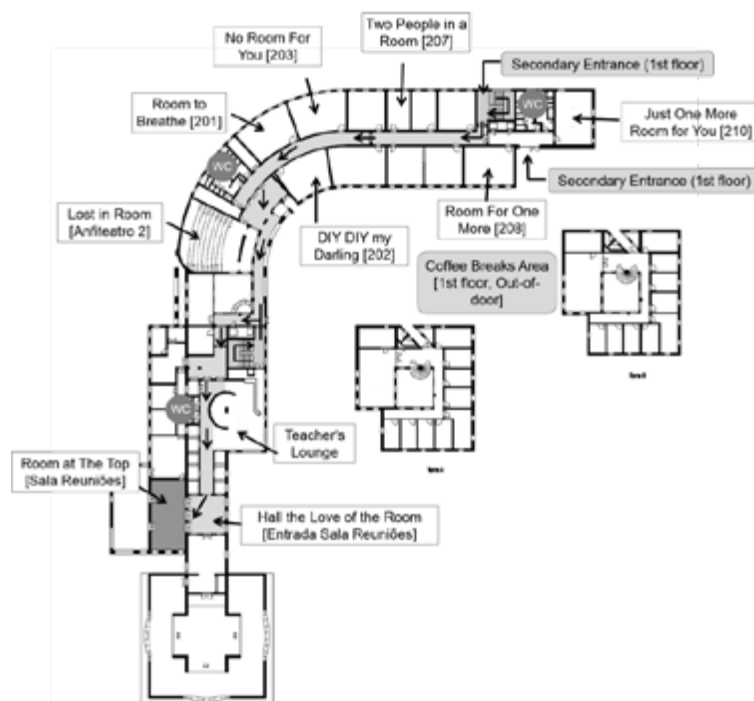 Two People in a
Room [207]
No Room For
You [203]
Secondary Entrance (1st floor)
WC
Room to
Breathe [201]
Just One More
Room for You [210]
WC
Secondary Entrance (1st floor)
Lost in Room
[Anfiteatro 2]
DIY DIY my
Darling [202]
Room For One
More [208]
Coffee Breaks Area
[1st floor, Out-of-
door]
WC
Teacher's
Lounge
Room at The Top
[Sala Reuniões]
Hall the Love of the Room
[Entrada Sala Reuniões]